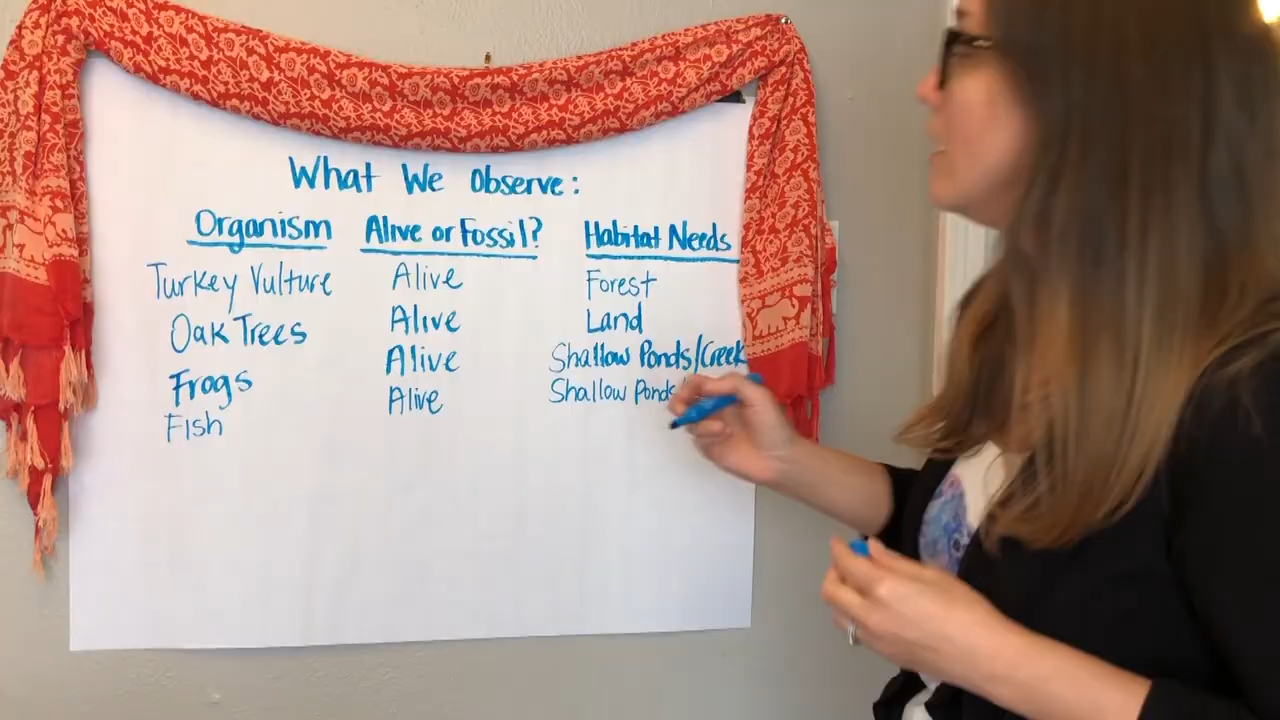 What We Observe:
Organism Alive or Fossil? Habitat Needs
Turkey Vulture Alive Forest
Oak Trees Alive Land
Frogs Alive Shallow Ponds/Creek
Fish Alive Shallow Ponds